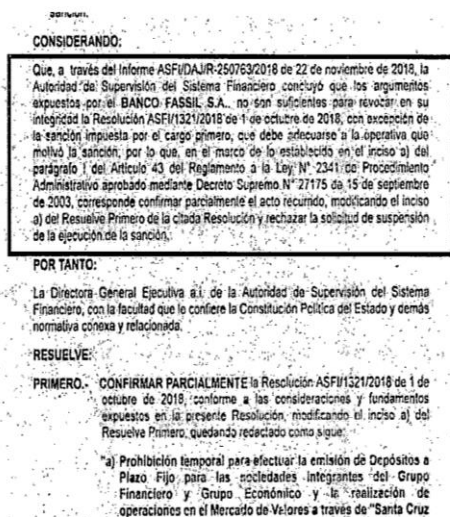 admisión.
CONSIDERANDO:
Que, a través del Informe ASFI/DAJ/R-250763/2018 de 22 de noviembre de 2018, la
Autoridad de Supervisión del Sistema Financiero concluyó que los argumentos
expuestos por el BANCO FASSIL S.A., no son suficientes para revocar en su
integridad la Resolución ASFI/1321/2018 de 1 de octubre de 2018, con excepción de
la sanción impuesta por el cargo primero, que debe adecuarse a la operativa que
motivó la sanción, por lo que, en el marco de lo establecido en el inciso a) del
parágrafo I del Artículo 43 del Reglamento a la Ley N° 2341 de Procedimiento
Administrativo aprobado mediante Decreto Supremo N° 27175 de 15 de septiembre
de 2003, corresponde confirmar parcialmente el acto recurrido, modificando el inciso
a) del Resuelve Primero de la citada Resolución y rechazar la solicitud de suspensión
de la ejecución de la sanción.
POR TANTO:
La Directora General Ejecutiva a.i. de la Autoridad de Supervisión del Sistema
Financiero, con la facultad que le confiere la Constitución Política del Estado y demás
normativa conexa y relacionada.
RESUELVE:
PRIMERO.- CONFIRMAR PARCIALMENTE la Resolución ASFI/1321/2018 de 1 de
octubre de 2018, conforme a las consideraciones y fundamentos
expuestos en la presente Resolución, modificando el inciso a) del
Resuelve Primero, quedando redactado como sigue:
"a) Prohibición temporal para efectuar la emisión de Depósitos a
Plazo Fijo para las sociedades integrantes del Grupo
Financiero y Grupo Económico y la realización de
operaciones en el Mercado de Valores a través de "Santa Cruz